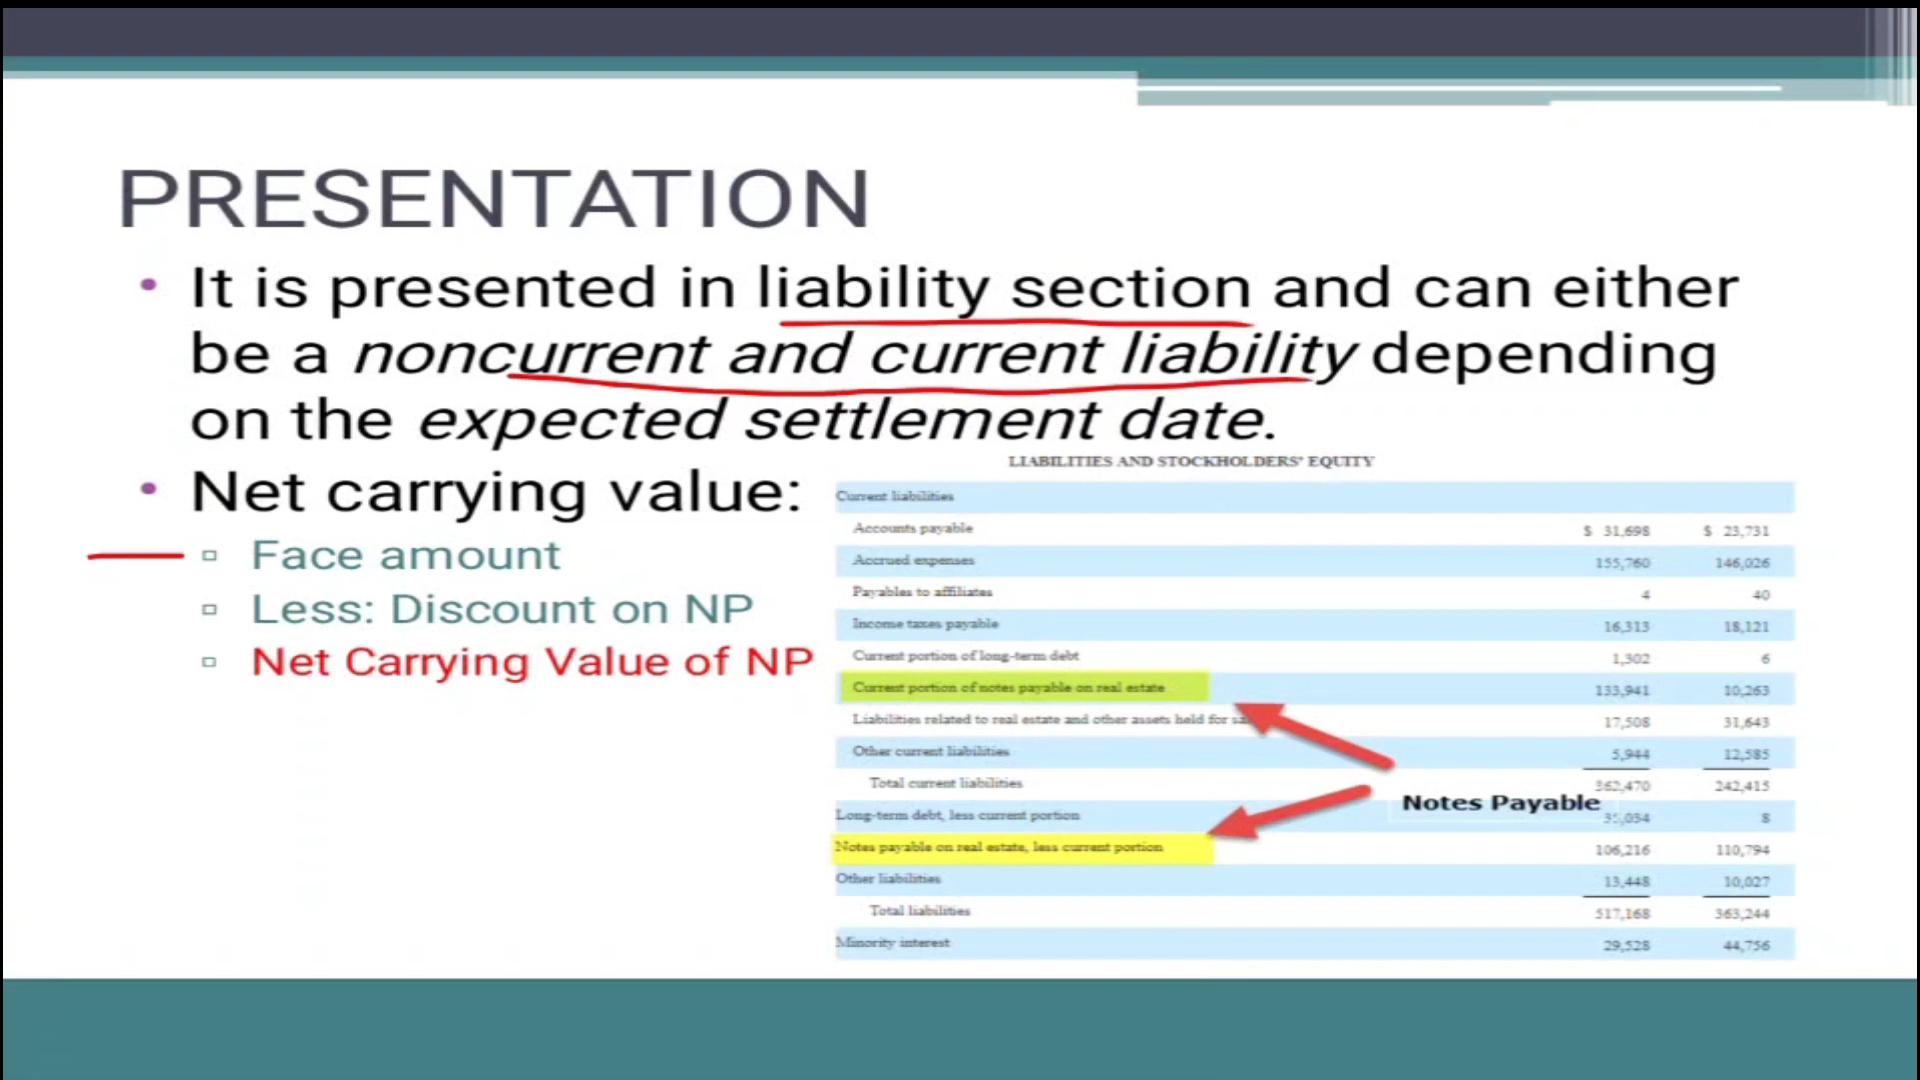 PRESENTATION
• It is presented in liability section and can either
be a noncurrent and current liability depending
on the expected settlement date.
• Net carrying value:
Face amount
Less: Discount on NP
Net Carrying Value of NP
LIABILITIES AND STOCKHOLDERS' EQUITY
Current liabilities
Accounts payable $ 31,698 $ 23,731
Accrued expenses 155,760 146,026
Payables to affiliates 4 40
Income taxes payable 16,313 18,121
Current portion of long-term debt 1,302 6
Current portion of notes payable on real estate 133,941 10,263
Liabilities related to real estate and other assets held for 17,508 31,643
Other current liabilities 5,944 12,585
Total current liabilities 362,470 242,415
Notes Payable
Long-term debt, less current portion 8
Notes payable on real estate, less current portion 106,216 110,794
Other liabilities 13,448 10,027
Total liabilities 517,168 363,244
Minority interest 29,528 44,756